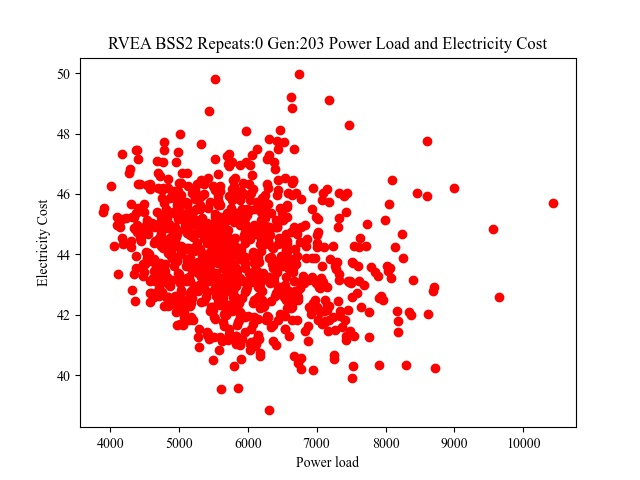 RVEA BSS2 Repeats:0 Gen:203 Power Load and Electricity Cost
50
48
46
44
42
40
Electricity Cost
4000 5000 6000 7000 8000 9000 10000
Power load